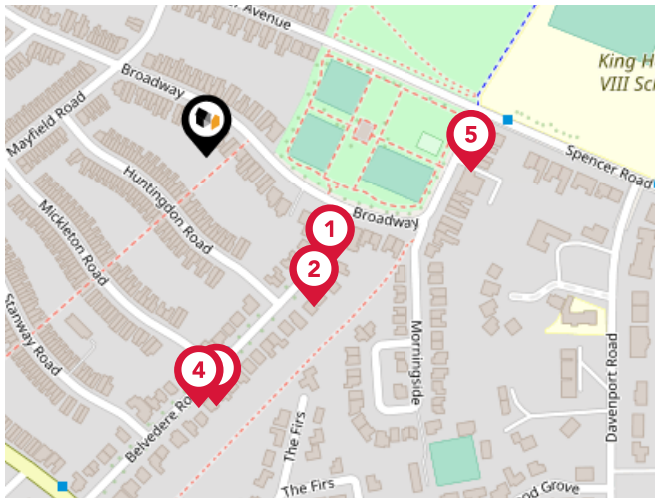 r Avenue
King H
VIII Sc
Broadway
Mayfield Road
5
Spencer Road
Huntingdon Road
Mickleton Road
Broadway
1
2
Stanway Road
Morningside
Davenport Road
4
Belvedere Ro
The Firs
The Firs
od Grove